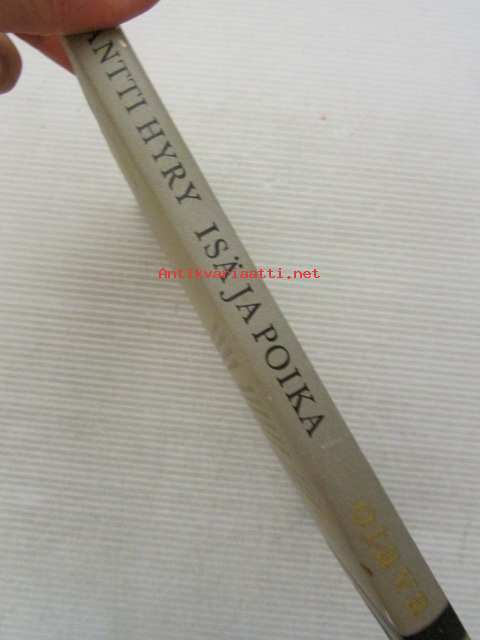 ANTTI HYRY ISÄ JA POIKA
otava
Antikvariaatti.net